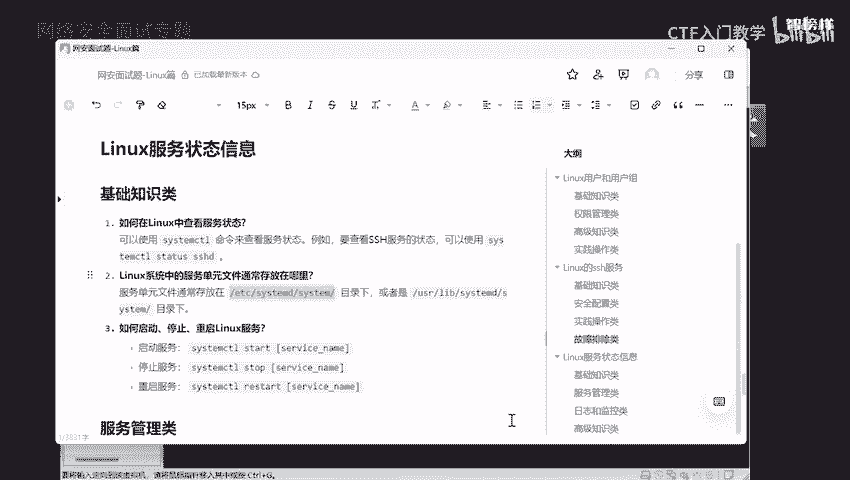 网络安全面试专题
CTF入门教学
智榜样
bilibili
网安面试题-Linux篇
网安面试题-Linux篇
已加载最新版本
分享
15px
B I S U
Linux服务状态信息
基础知识类
1. 如何在Linux中查看服务状态?
可以使用 systemctl 命令来查看服务状态。例如，要查看SSH服务的状态，可以使用 sys
temctl status sshd 。
2. Linux系统中的服务单元文件通常存放在哪里?
服务单元文件通常存放在 /etc/systemd/system/ 目录下，或者是 /usr/lib/systemd/s
ystem/ 目录下。
3. 如何启动、停止、重启Linux服务?
启动服务： systemctl start [service_name]
停止服务： systemctl stop [service_name]
重启服务： systemctl restart [service_name]
服务管理类
大纲
Linux用户和用户组
基础知识类
权限管理类
高级知识类
实践操作类
Linux的ssh服务
基础知识类
安全配置类
实践操作类
故障排除类
Linux服务状态信息
基础知识类
服务管理类
日志和监控类
高级知识类
1/3831字